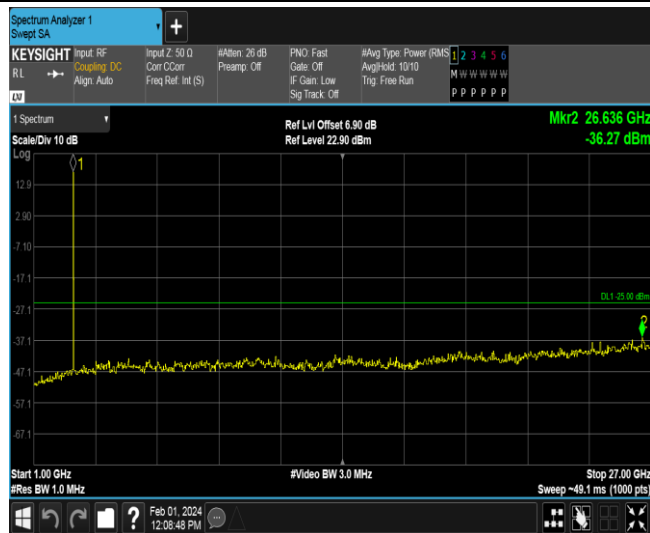 Spectrum Analyzer 1
Swept SA
+
KEYSIGHT
RL
Input: RF
Coupling: DC
Align: Auto
Input Z: 50 Ω
Corr CCorr
Freq Ref: Int (S)
#Atten: 26 dB
Preamp: Off
PNO: Fast
Gate: Off
IF Gain: Low
Sig Track: Off
#Avg Type: Power (RMS
Avg|Hold: 10/10
Trig: Free Run
1 2 3 4 5 6
M W W W W W
P P P P P P
1 Spectrum
Scale/Div 10 dB
Ref Lvl Offset 6.90 dB
Ref Level 22.90 dBm
Mkr2 26.636 GHz
-36.27 dBm
Log
1
12.9
2.90
-7.10
-17.1
DL1 -25.00 dBm
-27.1
2
-37.1
-47.1
-57.1
-67.1
Start 1.00 GHz
#Video BW 3.0 MHz
Stop 27.00 GHz
#Res BW 1.0 MHz
Sweep ~49.1 ms (1000 pts)
?
Feb 01, 2024
12:08:48 PM